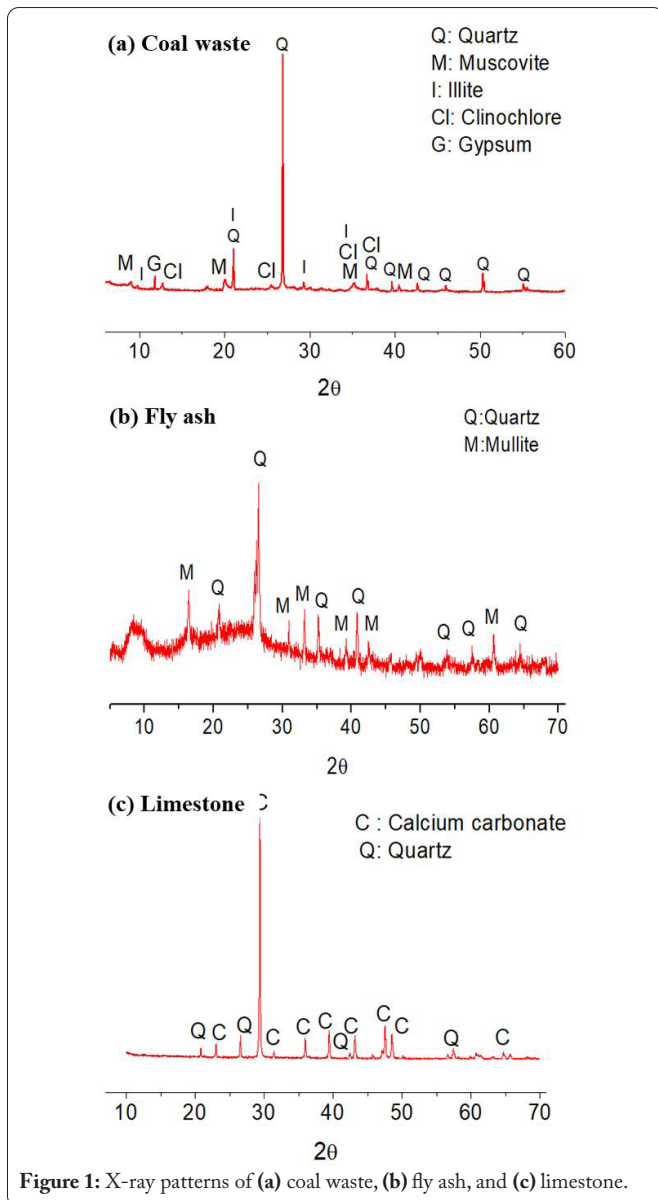 (a) Coal waste
Q
Q: Quartz
M: Muscovite
I: Illite
Cl: Clinochlore
G: Gypsum
M I G Cl M I Q Cl I I Cl M Cl Q Q M Q Q Q Q
10 20 30 40 50 60
2θ
(b) Fly ash
Q:Quartz
M:Mullite
Q
M Q M M Q M Q M Q Q M Q
10 20 30 40 50 60 70
2θ
(c) Limestone
C
C : Calcium carbonate
Q: Quartz
Q C Q C C C Q C C C Q C
10 20 30 40 50 60 70
2θ
Figure 1: X-ray patterns of (a) coal waste, (b) fly ash, and (c) limestone.